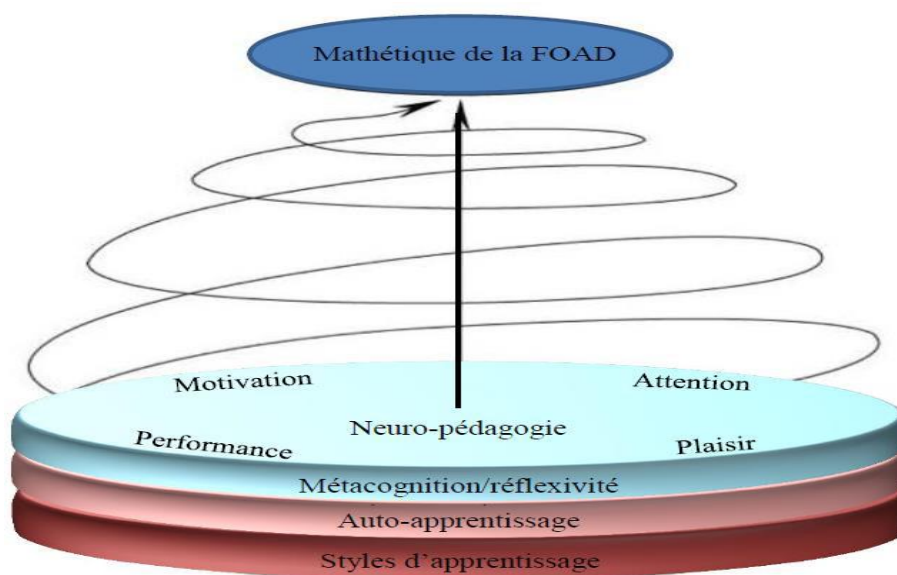 Mathétique de la FOAD
Motivation
Attention
Neuro-pédagogie
Performance
Plaisir
Métacognition/réflexivité
Auto-apprentissage
Styles d’apprentissage